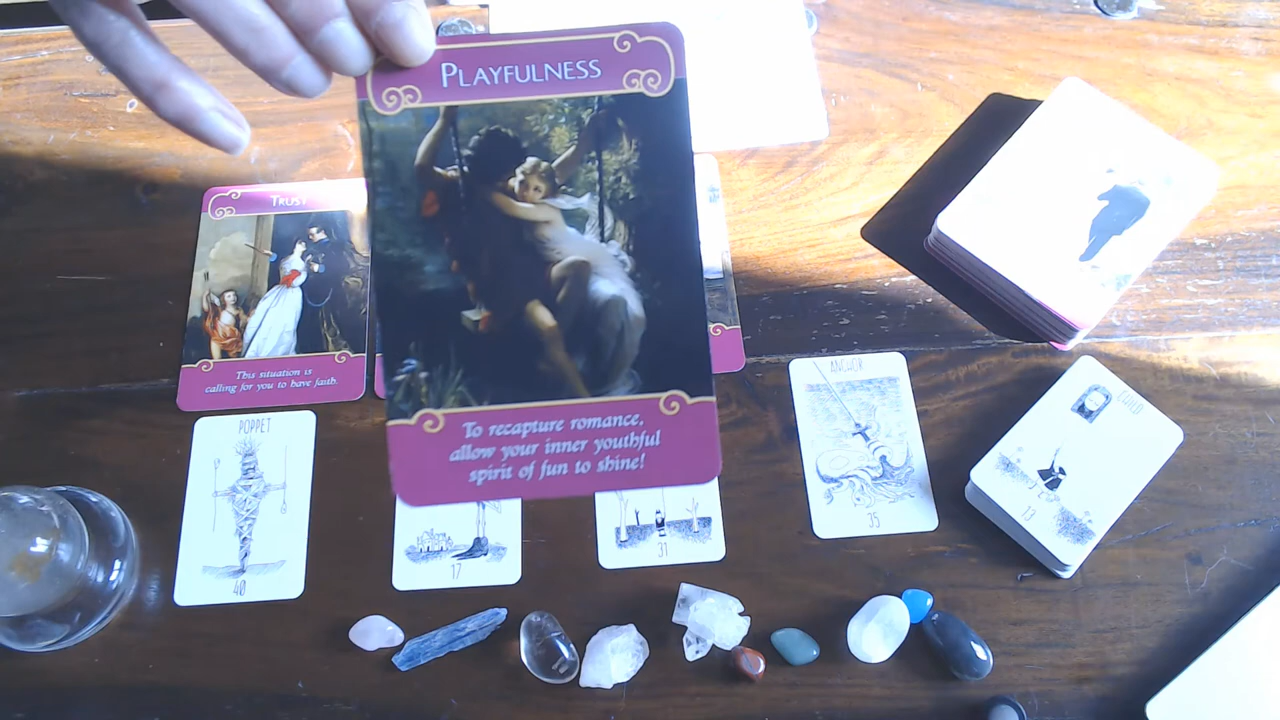 PLAYFULNESS
To recapture romance,
allow your inner youthful
spirit of fun to shine!
TRUST
This situation is
calling for you to have faith.
POPPET
40
17
31
ANCHOR
35
CHILD
13